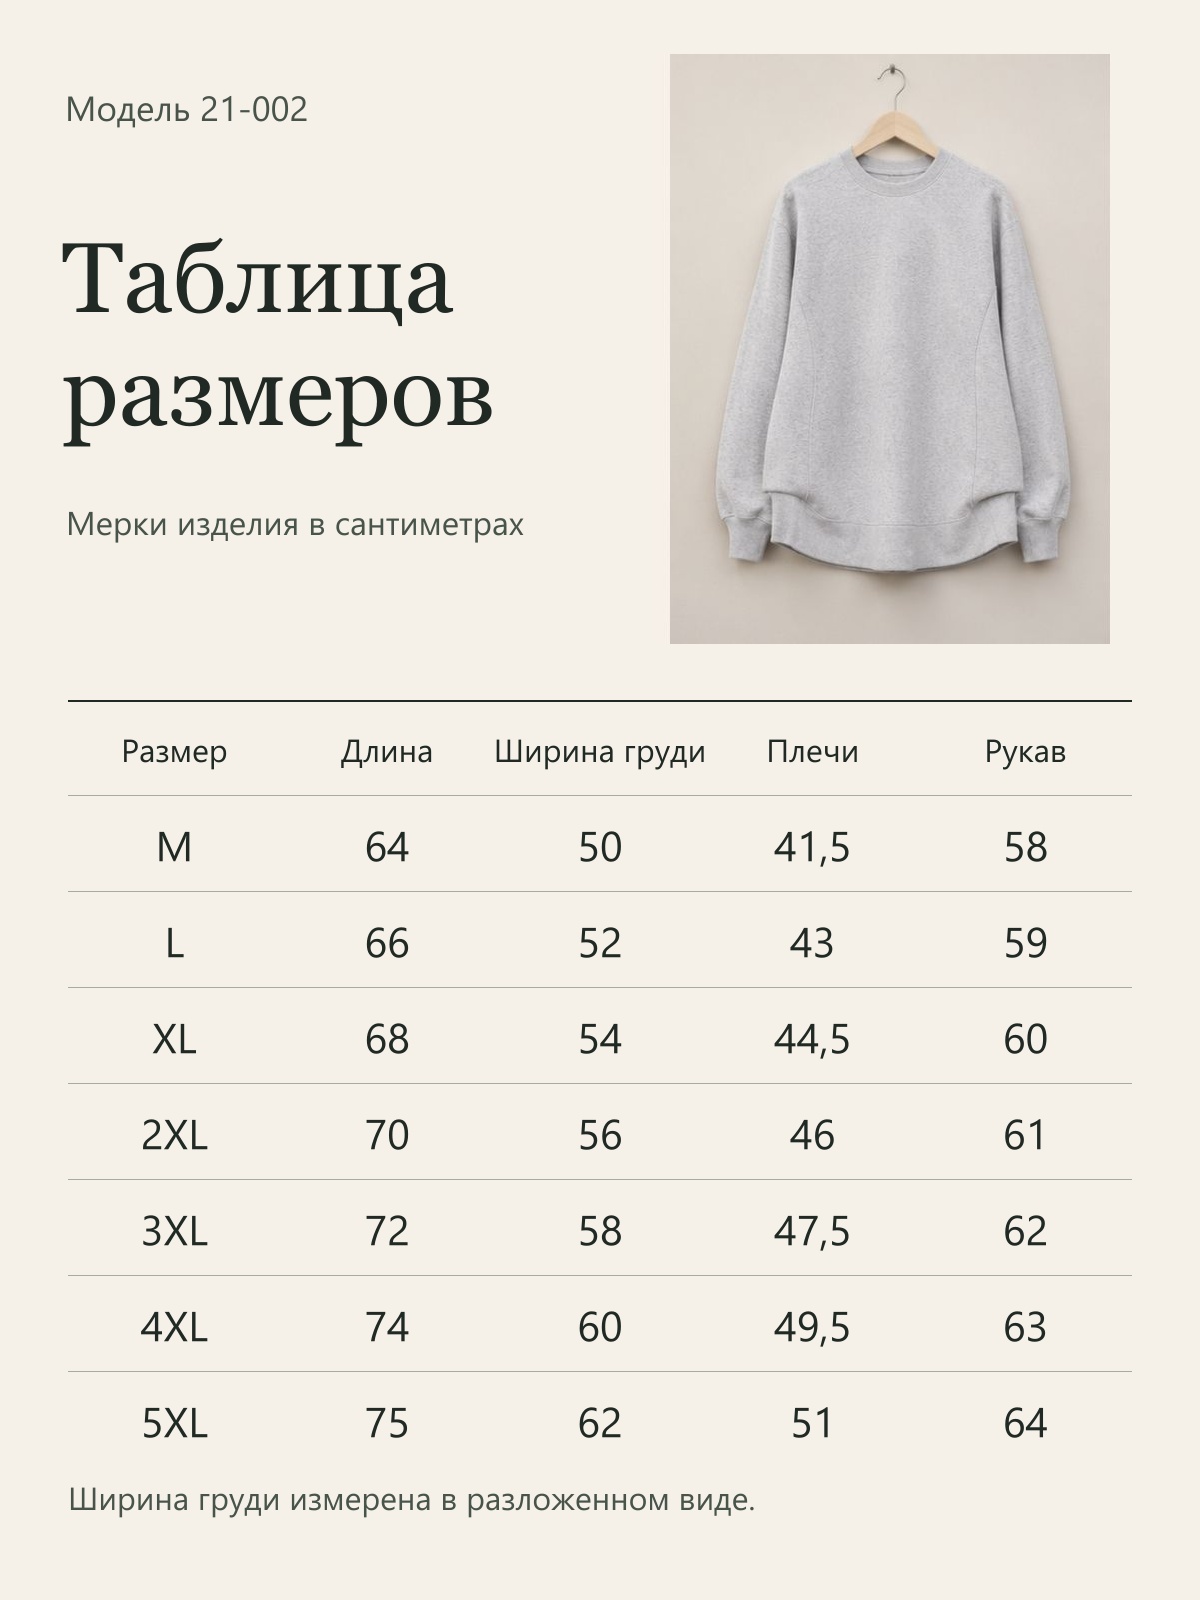 Модель 21-002
Таблица
размеров
Мерки изделия в сантиметрах
Размер Длина Ширина груди Плечи Рукав
M 64 50 41,5 58
L 66 52 43 59
XL 68 54 44,5 60
2XL 70 56 46 61
3XL 72 58 47,5 62
4XL 74 60 49,5 63
5XL 75 62 51 64
Ширина груди измерена в разложенном виде.